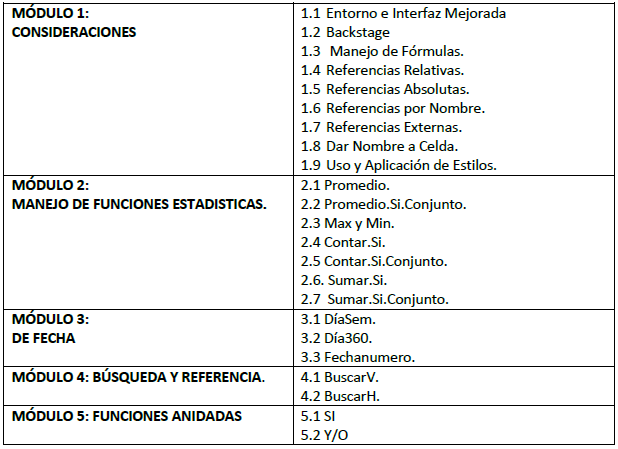 MÓDULO 1:
CONSIDERACIONES
1.1 Entorno e Interfaz Mejorada
1.2 Backstage
1.3 Manejo de Fórmulas.
1.4 Referencias Relativas.
1.5 Referencias Absolutas.
1.6 Referencias por Nombre.
1.7 Referencias Externas.
1.8 Dar Nombre a Celda.
1.9 Uso y Aplicación de Estilos.
MÓDULO 2:
MANEJO DE FUNCIONES ESTADISTICAS.
2.1 Promedio.
2.2 Promedio.Si.Conjunto.
2.3 Max y Min.
2.4 Contar.Si.
2.5 Contar.Si.Conjunto.
2.6. Sumar.Si.
2.7 Sumar.Si.Conjunto.
MÓDULO 3:
DE FECHA
3.1 DíaSem.
3.2 Día360.
3.3 Fechanumero.
MÓDULO 4: BÚSQUEDA Y REFERENCIA.
4.1 BuscarV.
4.2 BuscarH.
MÓDULO 5: FUNCIONES ANIDADAS
5.1 SI
5.2 Y/O